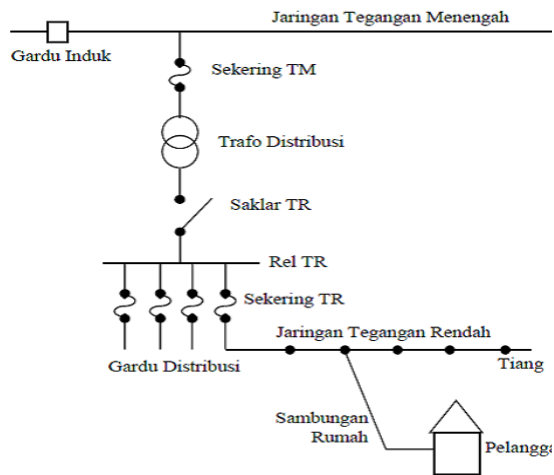 Jaringan Tegangan Menengah
Gardu Induk
Sekering TM
Trafo Distribusi
Saklar TR
Rel TR
Sekering TR
Jaringan Tegangan Rendah
Gardu Distribusi
Tiang
Sambungan
Rumah
Pelangga